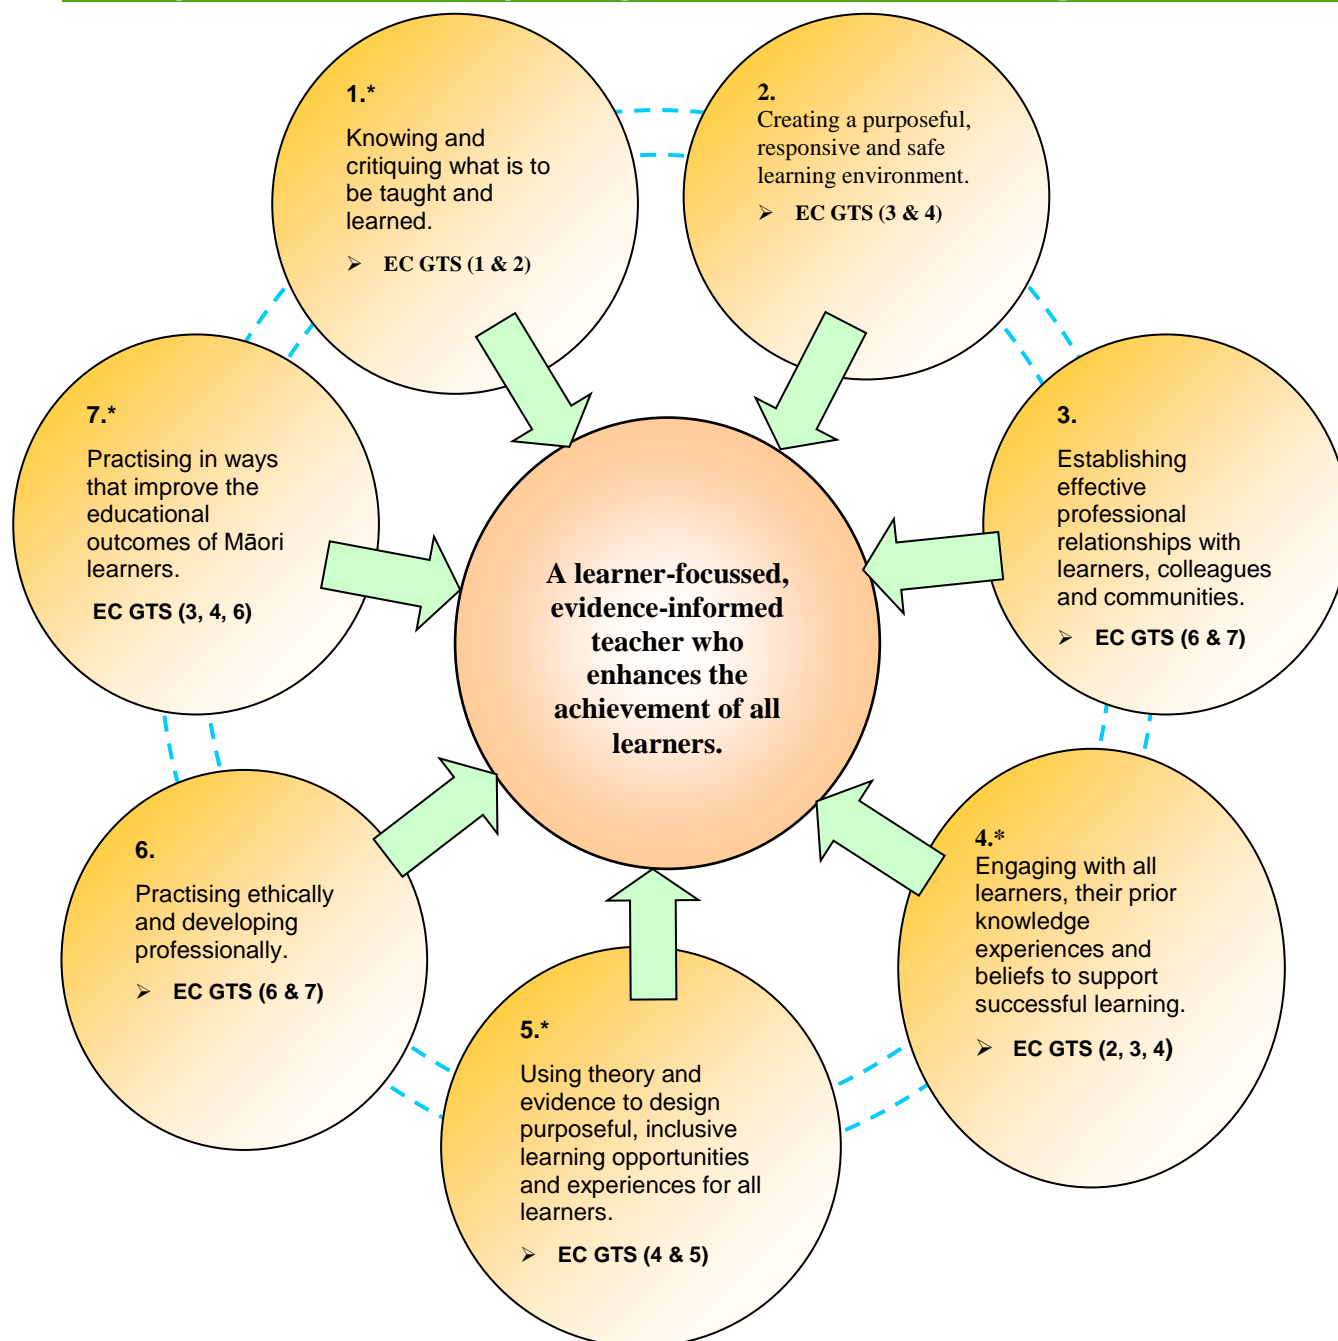 1.*
Knowing and
critiquing what is to
be taught and
learned.
➢ EC GTS (1 & 2)
2.
Creating a purposeful,
responsive and safe
learning environment.
➢ EC GTS (3 & 4)
3.
Establishing
effective
professional
relationships with
learners, colleagues
and communities.
➢ EC GTS (6 & 7)
4.*
Engaging with all
learners, their prior
knowledge
experiences and
beliefs to support
successful learning.
➢ EC GTS (2, 3, 4)
5.*
Using theory and
evidence to design
purposeful, inclusive
learning opportunities
and experiences for all
learners.
➢ EC GTS (4 & 5)
6.
Practising ethically
and developing
professionally.
➢ EC GTS (6 & 7)
7.*
Practising in ways
that improve the
educational
outcomes of Māori
learners.
EC GTS (3, 4, 6)
A learner-focussed,
evidence-informed
teacher who
enhances the
achievement of all
learners.